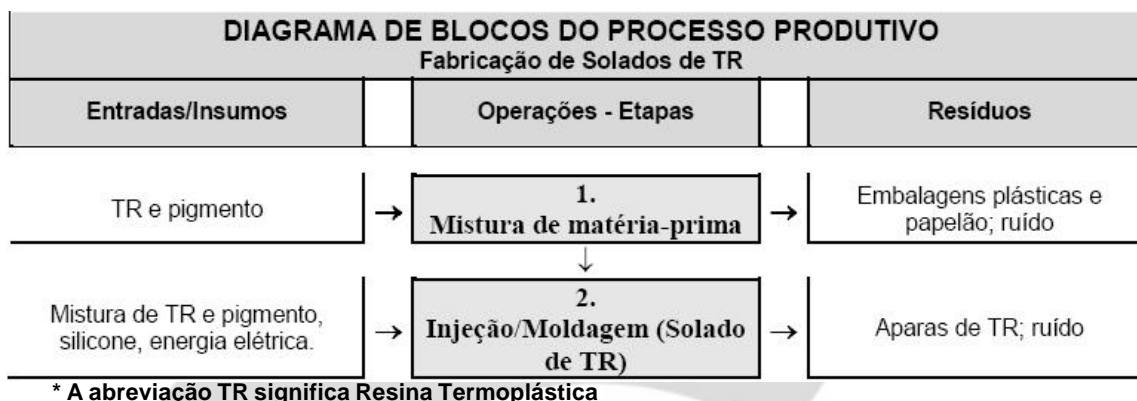 DIAGRAMA DE BLOCOS DO PROCESSO PRODUTIVO
Fabricação de Solados de TR
Entradas/Insumos
Operações - Etapas
Resíduos
TR e pigmento
→
1.
Mistura de matéria-prima
→
Embalagens plásticas e
papelão; ruído
↓
Mistura de TR e pigmento,
silicone, energia elétrica.
→
2.
Injeção/Moldagem (Solado
de TR)
→
Aparas de TR; ruído
* A abreviação TR significa Resina Termoplástica